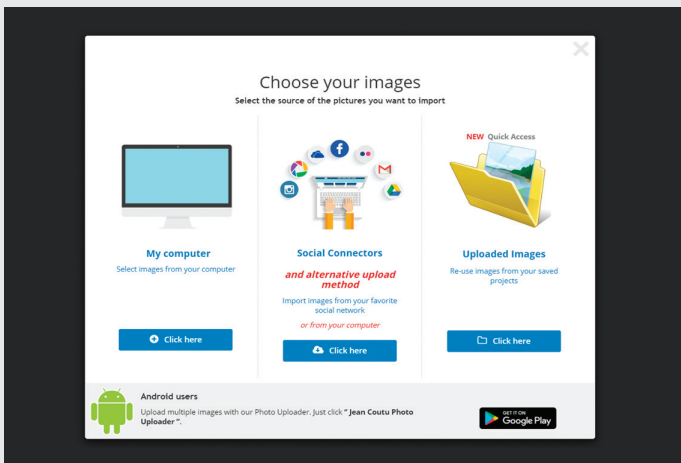 Choose your images
Select the source of the pictures you want to import
My computer
Select images from your computer
Click here
Social Connectors
and alternative upload
method
Import images from your favorite
social network
or from your computer
Click here
NEW Quick Access
Uploaded Images
Re-use images from your saved
projects
Click here
Android users
Upload multiple images with our Photo Uploader. Just click " Jean Coutu Photo
Uploader ".
GET IT ON
Google Play